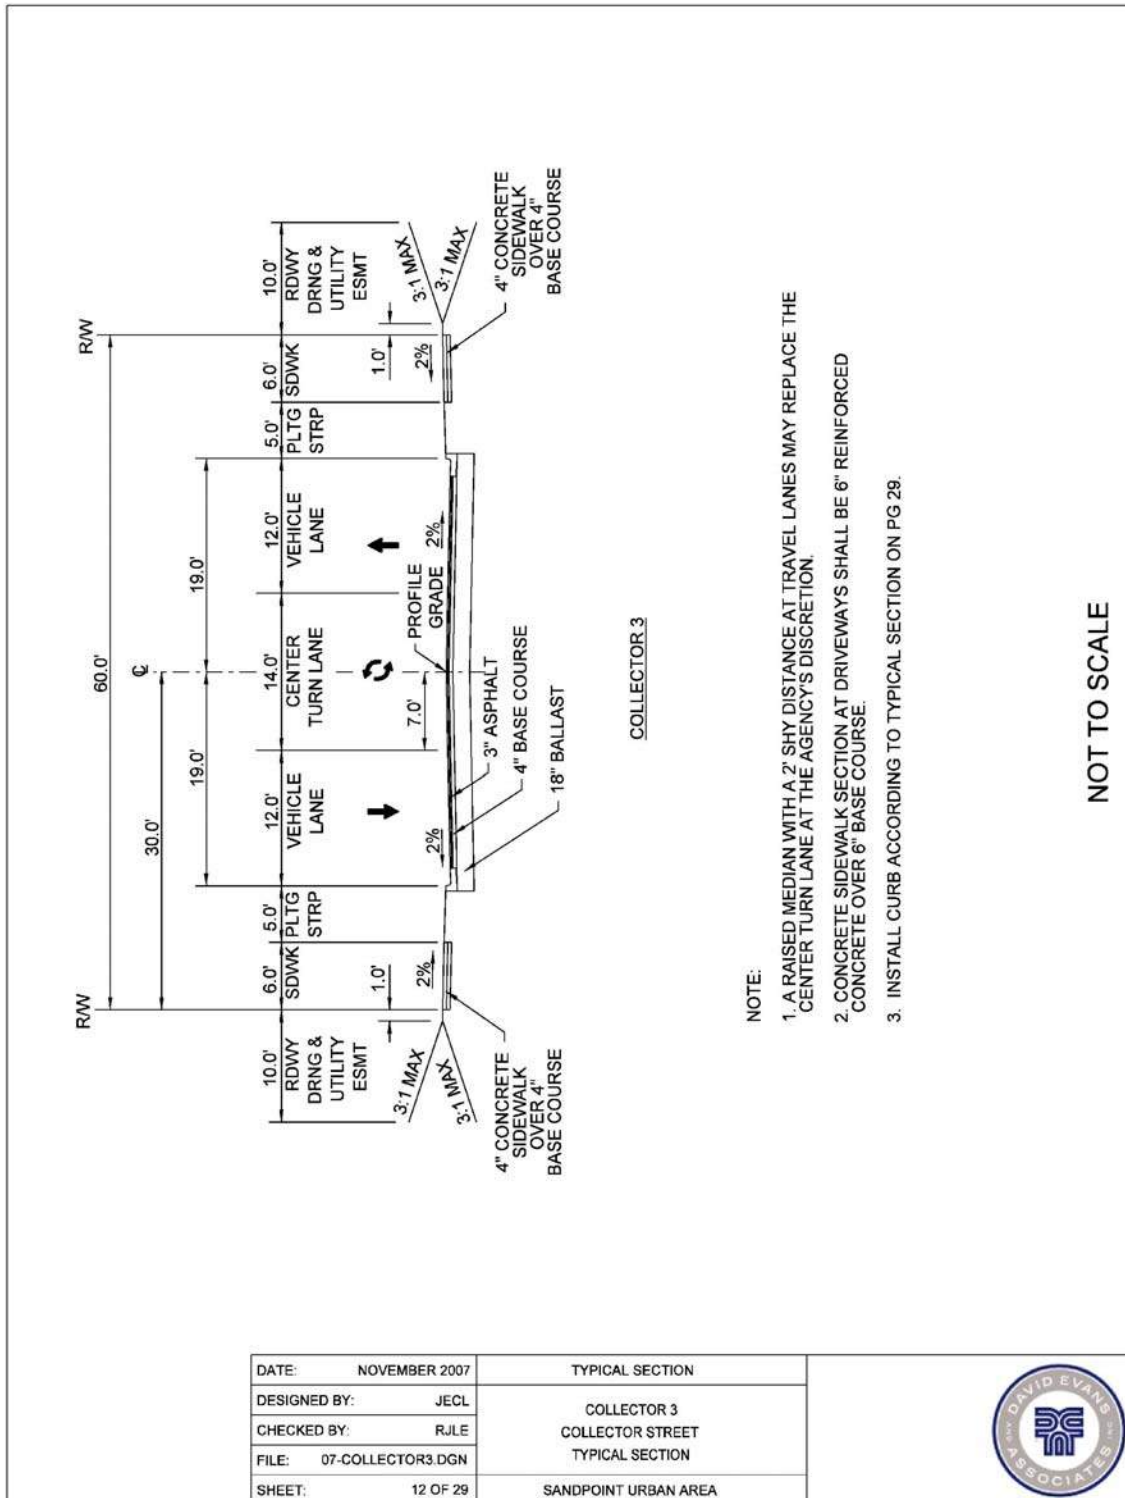 R/W
R/W
60.0'
30.0'
℄
19.0'
19.0'
10.0'
RDWY
DRNG &
UTILITY
ESMT
6.0'
SDWK
5.0'
PLTG
STRP
12.0'
VEHICLE
LANE
14.0'
CENTER
TURN LANE
12.0'
VEHICLE
LANE
5.0'
PLTG
STRP
6.0'
SDWK
10.0'
RDWY
DRNG &
UTILITY
ESMT
1.0'
7.0'
PROFILE
GRADE
1.0'
3:1 MAX
3:1 MAX
2%
2%
2%
2%
3:1 MAX
3:1 MAX
4" CONCRETE
SIDEWALK
OVER 4"
BASE COURSE
3" ASPHALT
4" BASE COURSE
18" BALLAST
4" CONCRETE
SIDEWALK
OVER 4"
BASE COURSE
COLLECTOR 3
NOTE:
1. A RAISED MEDIAN WITH A 2' SHY DISTANCE AT TRAVEL LANES MAY REPLACE THE
CENTER TURN LANE AT THE AGENCY'S DISCRETION.
2. CONCRETE SIDEWALK SECTION AT DRIVEWAYS SHALL BE 6" REINFORCED
CONCRETE OVER 6" BASE COURSE.
3. INSTALL CURB ACCORDING TO TYPICAL SECTION ON PG 29.
NOT TO SCALE
DATE: NOVEMBER 2007
DESIGNED BY: JECL
CHECKED BY: RJLE
FILE: 07-COLLECTOR3.DGN
SHEET: 12 OF 29
TYPICAL SECTION
COLLECTOR 3
COLLECTOR STREET
TYPICAL SECTION
SANDPOINT URBAN AREA
DAVID EVANS
AND ASSOCIATES INC.